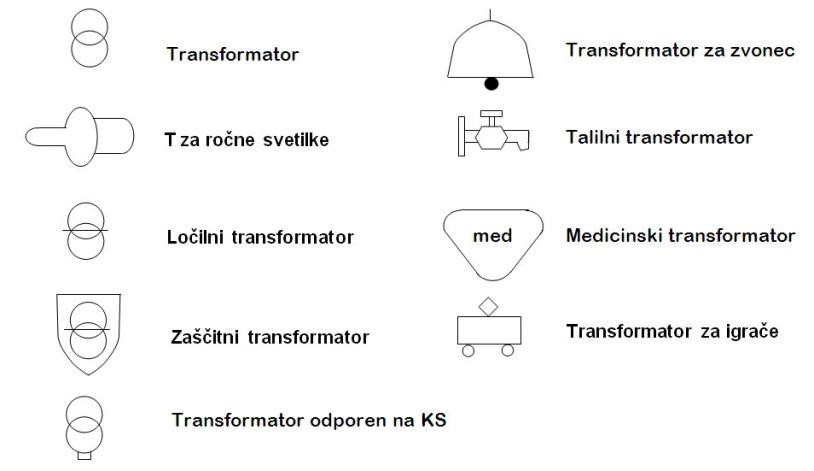 Transformator
T za ročne svetilke
Ločilni transformator
Zaščitni transformator
Transformator odporen na KS
Transformator za zvonec
Talilni transformator
med
Medicinski transformator
Transformator za igrače